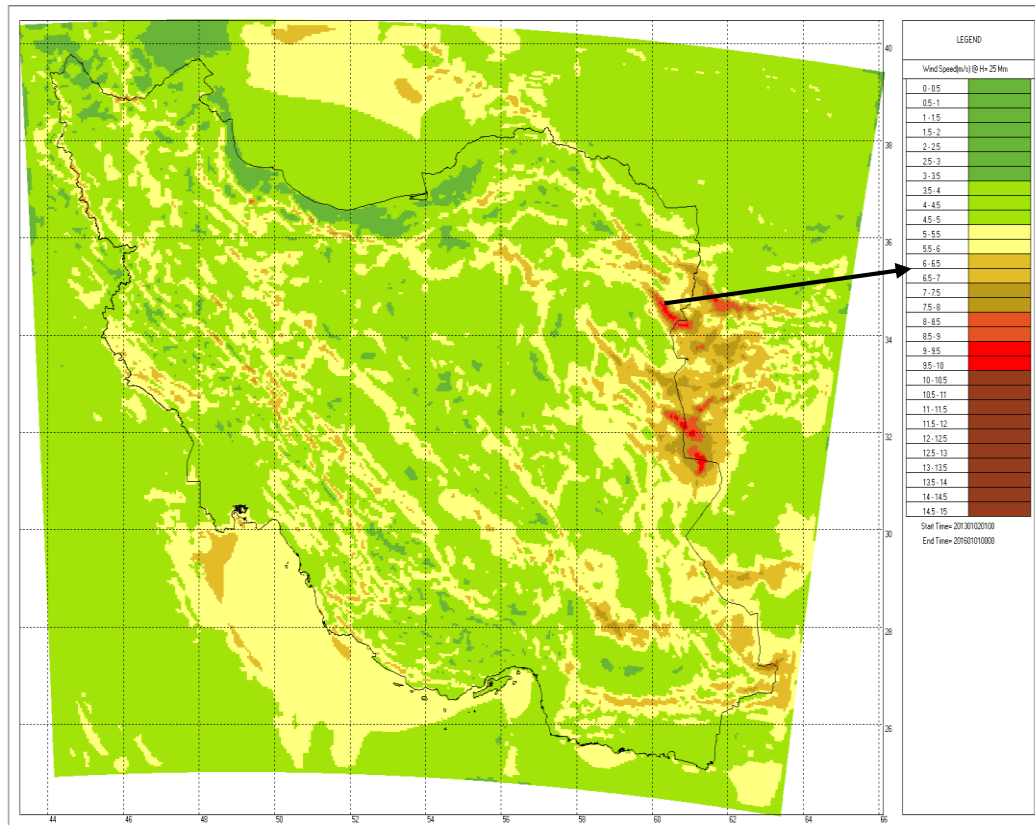 LEGEND
Wind Speed(m/s) @ H= 25 Mm
0 - 0.5
0.5 - 1
1 - 1.5
1.5 - 2
2 - 2.5
2.5 - 3
3 - 3.5
3.5 - 4
4 - 4.5
4.5 - 5
5 - 5.5
5.5 - 6
6 - 6.5
6.5 - 7
7 - 7.5
7.5 - 8
8 - 8.5
8.5 - 9
9 - 9.5
9.5 - 10
10 - 10.5
10.5 - 11
11 - 11.5
11.5 - 12
12 - 12.5
12.5 - 13
13 - 13.5
13.5 - 14
14 - 14.5
14.5 - 15
Start Time= 201301020100
End Time= 201601010000
40
38
36
34
32
30
28
26
44 46 48 50 52 54 56 58 60 62 64 66